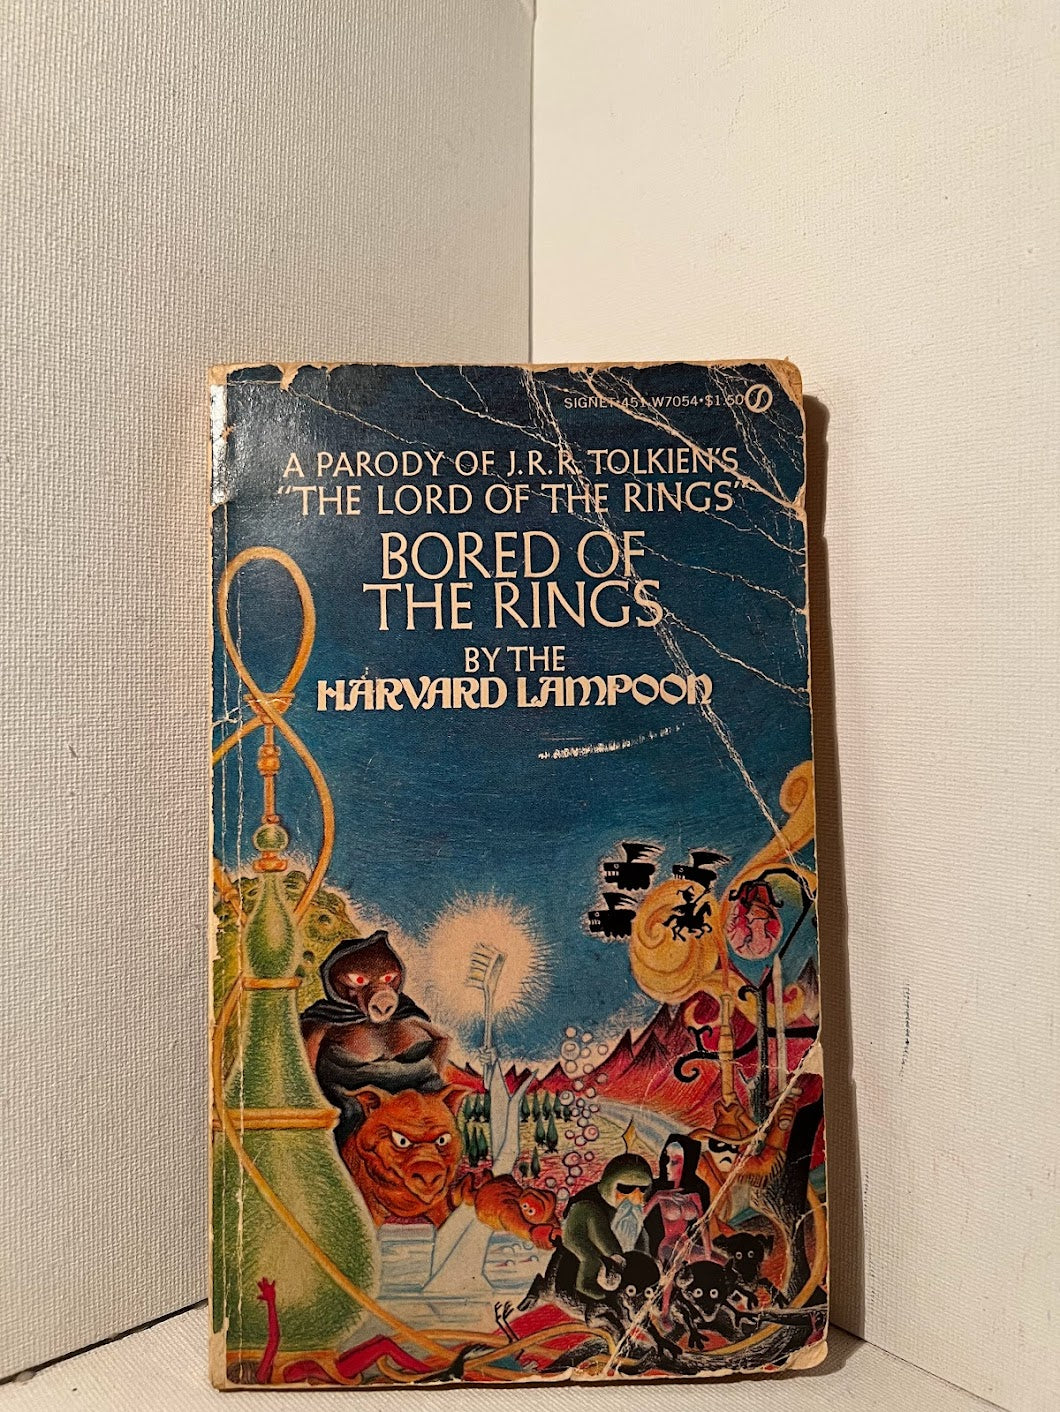 SIGNET•451-W7054•$1.50
A PARODY OF J.R.R. TOLKIEN'S
"THE LORD OF THE RINGS"
BORED OF
THE RINGS
BY THE
HARVARD LAMPOON